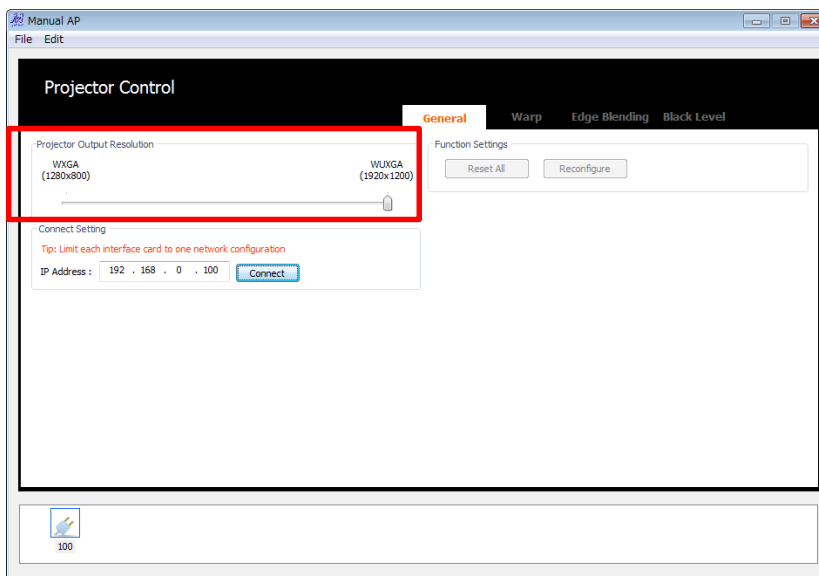 Manual AP
File Edit
Projector Control
General Warp Edge Blending Black Level
Projector Output Resolution
WXGA
(1280x800)
WUXGA
(1920x1200)
Function Settings
Reset All Reconfigure
Connect Setting
Tip: Limit each interface card to one network configuration
IP Address : 192 . 168 . 0 . 100 Connect
100